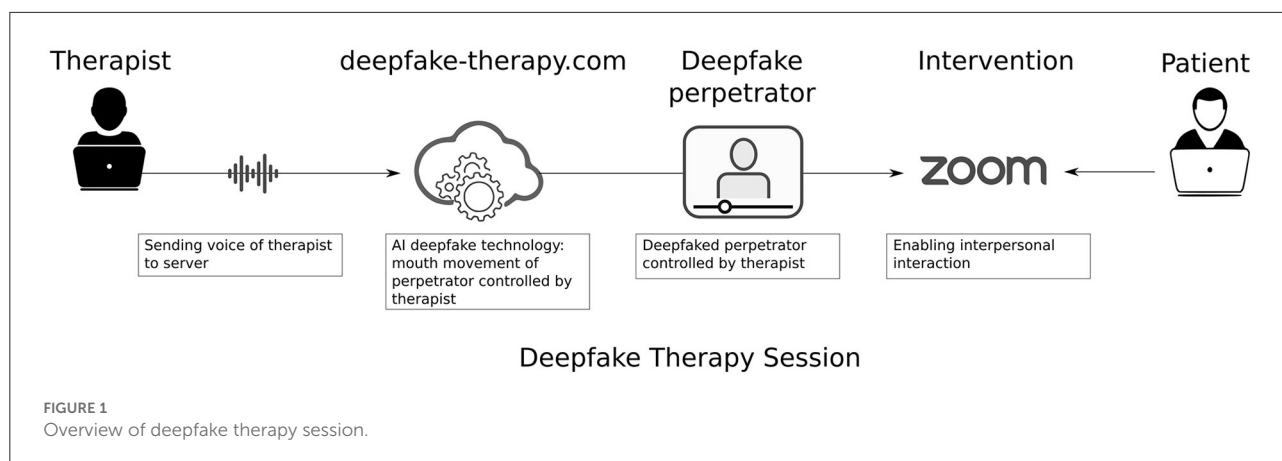 Therapist
deepfake-therapy.com
Deepfake
perpetrator
Intervention
Patient
zoom
Sending voice of therapist
to server
AI deepfake technology:
mouth movement of
perpetrator controlled by
therapist
Deepfaked perpetrator
controlled by therapist
Enabling interpersonal
interaction
Deepfake Therapy Session
FIGURE 1
Overview of deepfake therapy session.